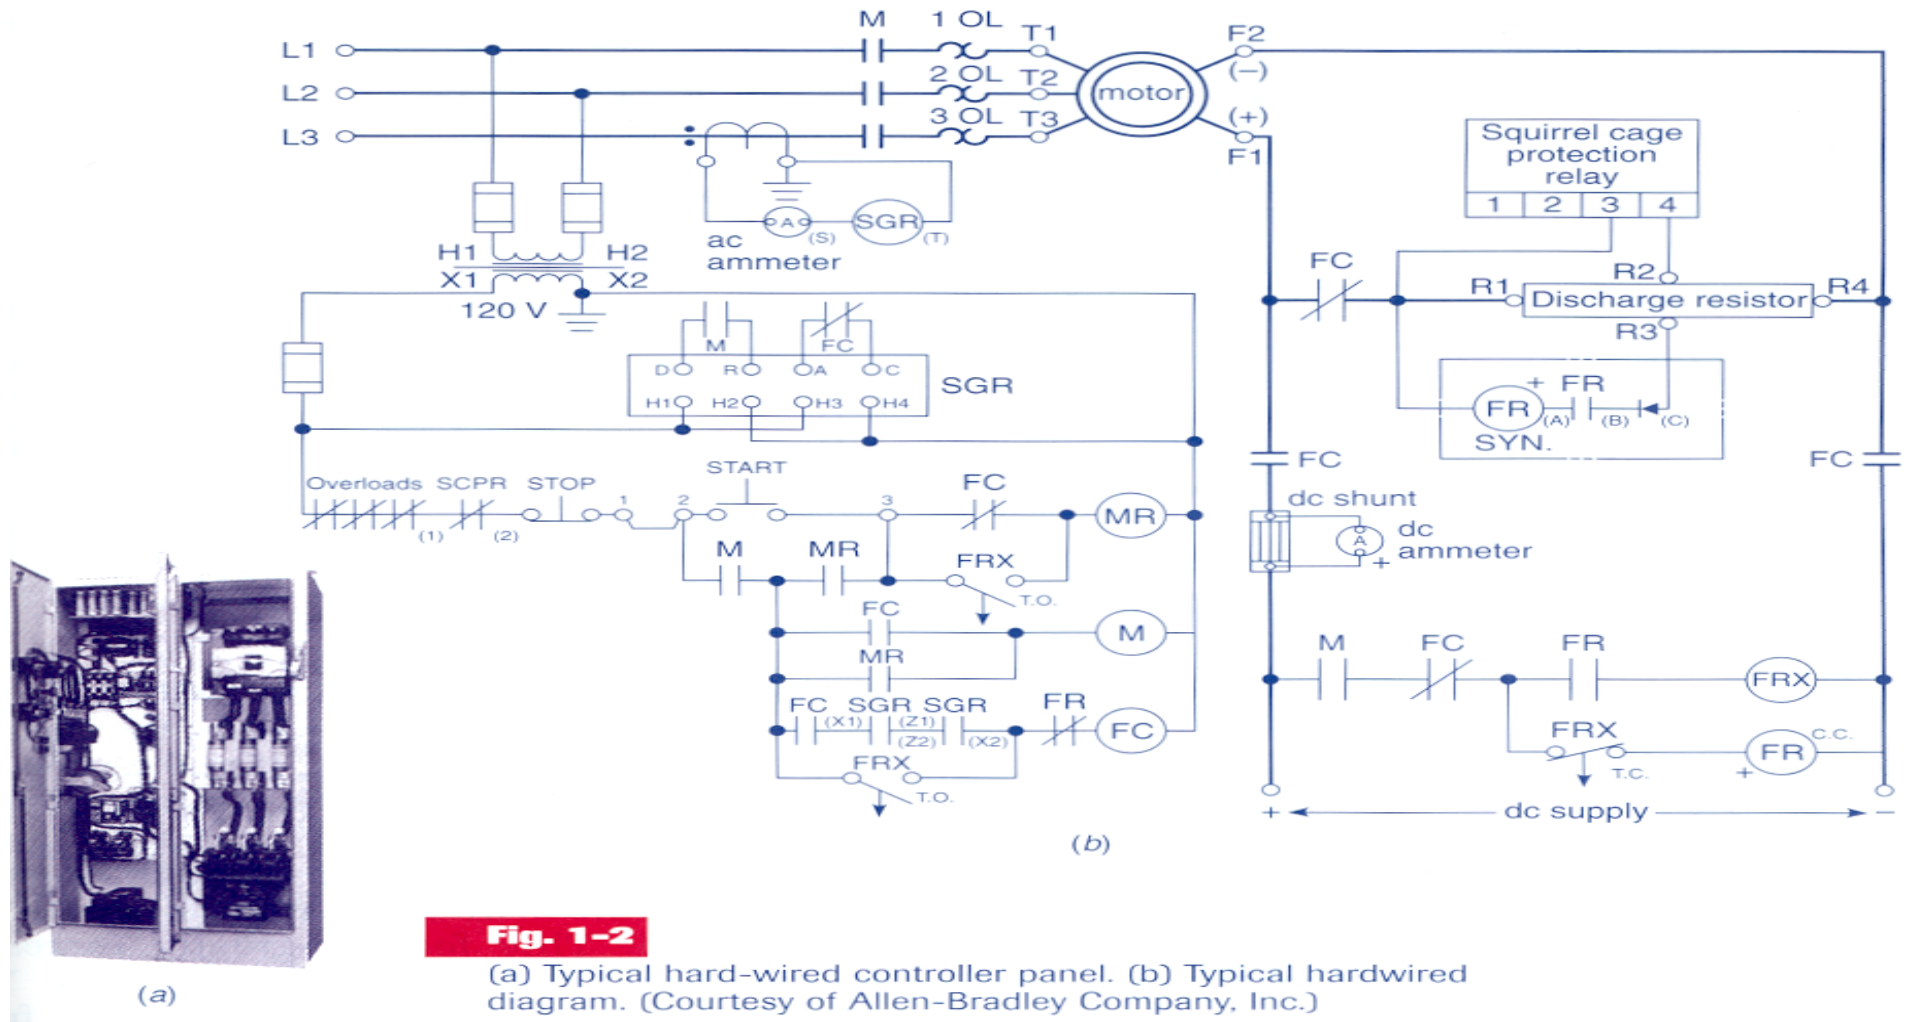 M
1 OL
T1
F2
L1
(−)
2 OL
T2
L2
motor
3 OL
T3
(+)
L3
F1
Squirrel cage
protection
relay
1 2 3 4
A
(S)
SGR
(T)
ac
ammeter
H1
H2
X1
X2
120 V
FC
R2
R1
Discharge resistor
R4
R3
M
FC
D
R
A
C
SGR
H1
H2
H3
H4
+
FR
FR
(A)
(B)
(C)
SYN.
FC
FC
START
Overloads
SCPR
STOP
1
2
3
FC
MR
(1)
(2)
dc shunt
A
dc
ammeter
+
M
MR
FRX
T.O.
FC
M
MR
M
FC
FR
FRX
FC
SGR
SGR
FR
(X1)
(Z1)
(Z2)
(X2)
FC
FRX
T.O.
FRX
T.C.
C.C.
FR
+
+
dc supply
−
(b)
Fig. 1-2
(a) Typical hard-wired controller panel. (b) Typical hardwired
diagram. (Courtesy of Allen-Bradley Company, Inc.)
(a)